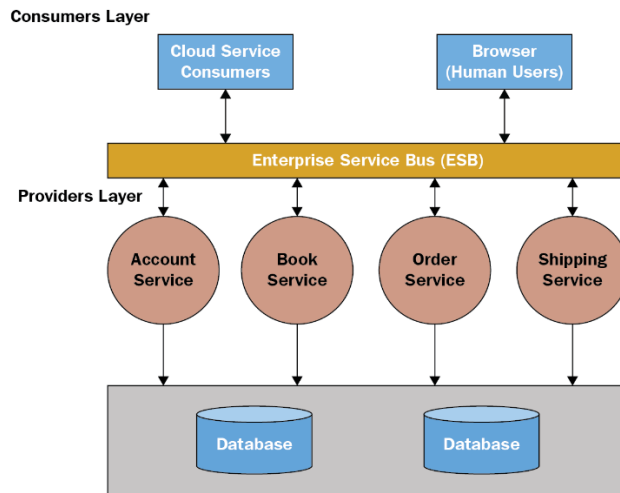 Consumers Layer
Cloud Service
Consumers
Browser
(Human Users)
Enterprise Service Bus (ESB)
Providers Layer
Account
Service
Book
Service
Order
Service
Shipping
Service
Database
Database